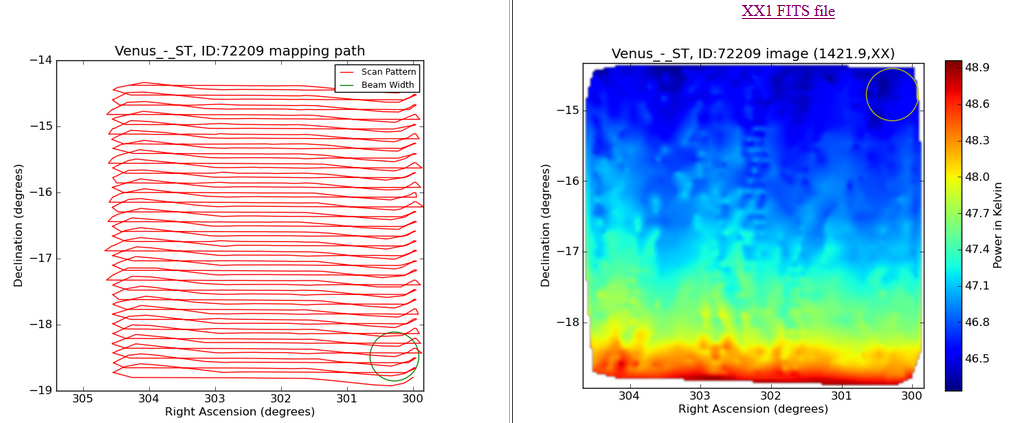 XX1 FITS file
Venus_-_ST, ID:72209 mapping path
Scan Pattern
Beam Width
−14
−15
−16
−17
−18
−19
Declination (degrees)
305 304 303 302 301 300
Right Ascension (degrees)
Venus_-_ST, ID:72209 image (1421.9,XX)
−15
−16
−17
−18
Declination (degrees)
304 303 302 301 300
Right Ascension (degrees)
48.9
48.6
48.3
48.0
47.7
47.4
47.1
46.8
46.5
Power in Kelvin